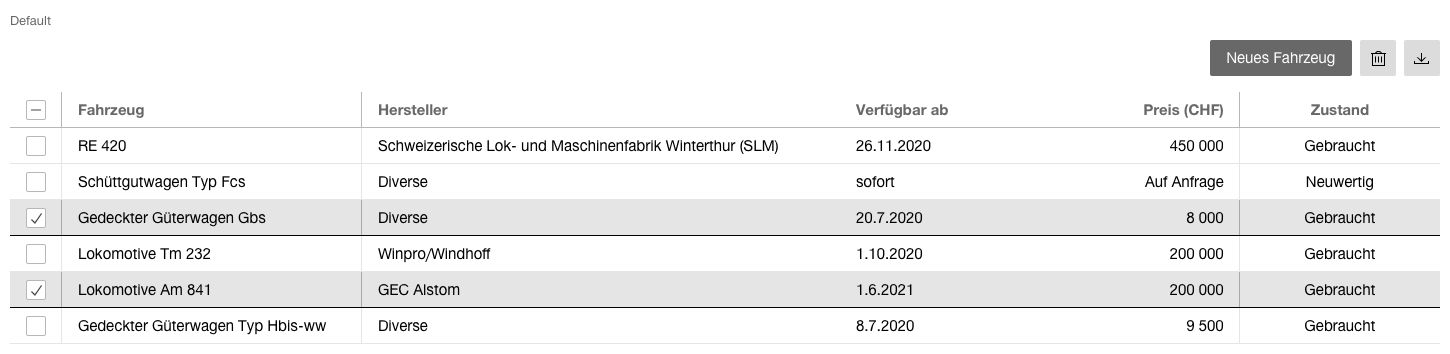 Default
Neues Fahrzeug
Fahrzeug Hersteller Verfügbar ab Preis (CHF) Zustand
RE 420 Schweizerische Lok- und Maschinenfabrik Winterthur (SLM) 26.11.2020 450 000 Gebraucht
Schüttgutwagen Typ Fcs Diverse sofort Auf Anfrage Neuwertig
Gedeckter Güterwagen Gbs Diverse 20.7.2020 8 000 Gebraucht
Lokomotive Tm 232 Winpro/Windhoff 1.10.2020 200 000 Gebraucht
Lokomotive Am 841 GEC Alstom 1.6.2021 200 000 Gebraucht
Gedeckter Güterwagen Typ Hbis-ww Diverse 8.7.2020 9 500 Gebraucht